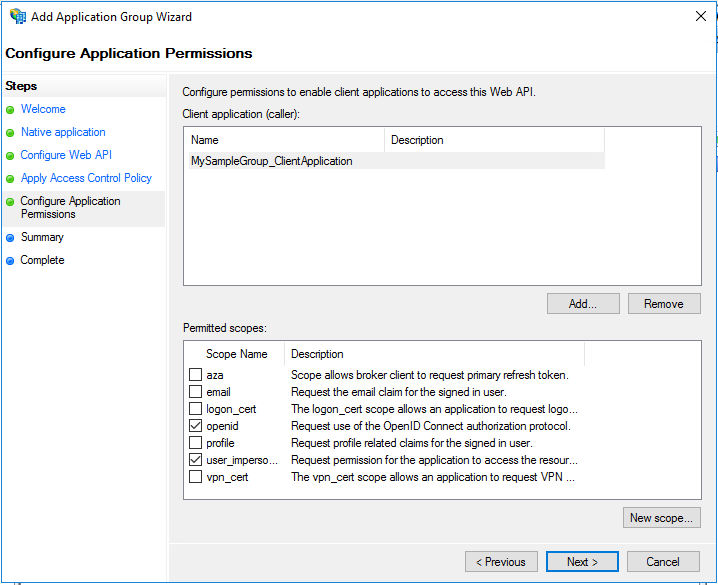 Add Application Group Wizard
Configure Application Permissions
Steps
Welcome
Native application
Configure Web API
Apply Access Control Policy
Configure Application
Permissions
Summary
Complete
Configure permissions to enable client applications to access this Web API.
Client application (caller):
Name Description
MySampleGroup_ClientApplication
Add... Remove
Permitted scopes:
Scope Name Description
aza Scope allows broker client to request primary refresh token.
email Request the email claim for the signed in user.
logon_cert The logon_cert scope allows an application to request logo...
openid Request use of the OpenID Connect authorization protocol.
profile Request profile related claims for the signed in user.
user_imperso... Request permission for the application to access the resour...
vpn_cert The vpn_cert scope allows an application to request VPN ...
New scope...
< Previous Next > Cancel